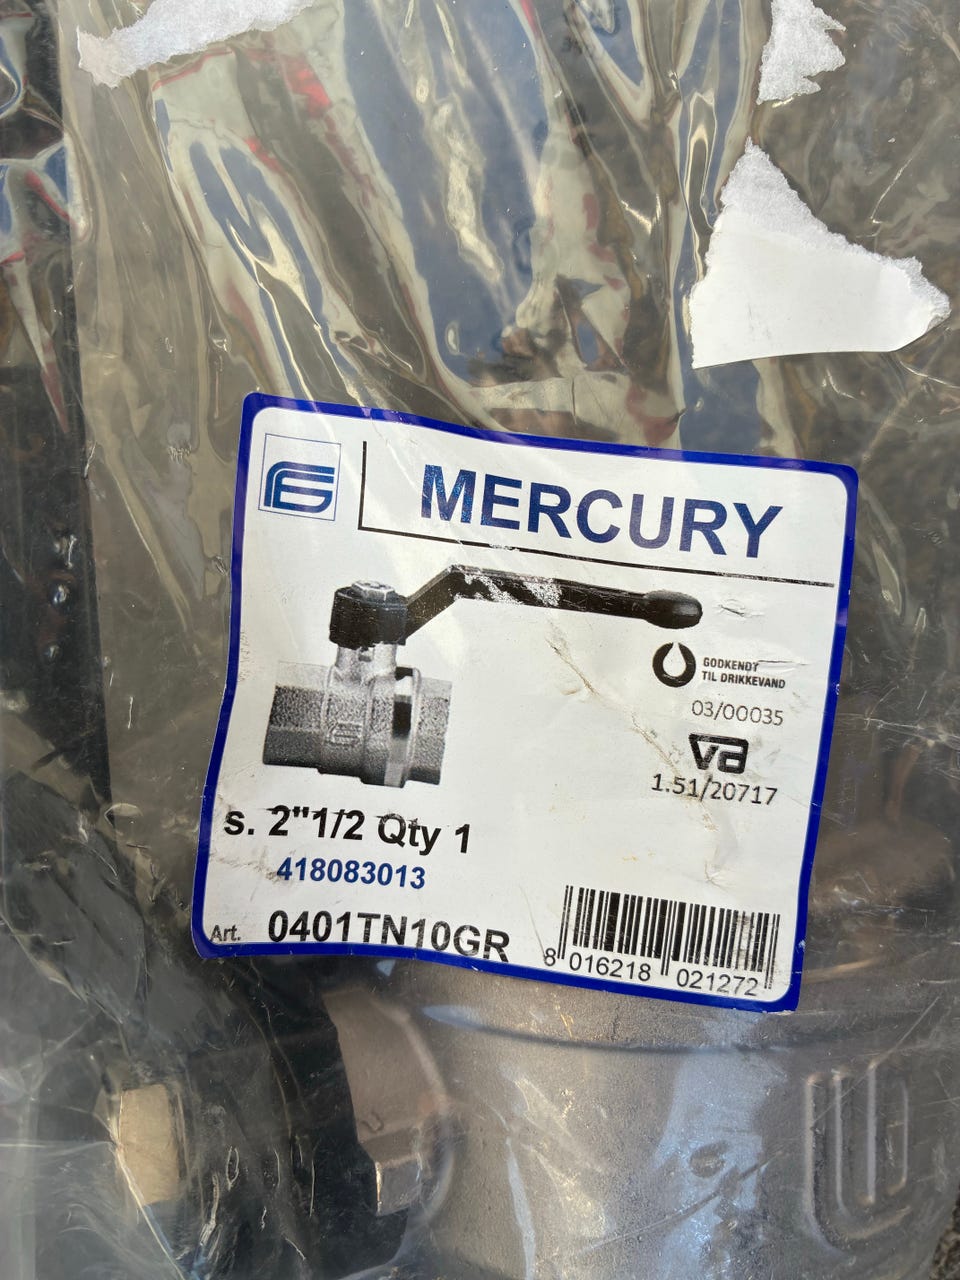 MERCURY
GODKENDT
TIL DRIKKEVAND
03/00035
va
1.51/20717
s. 2"1/2 Qty 1
418083013
Art. 0401TN10GR
8 016218 021272